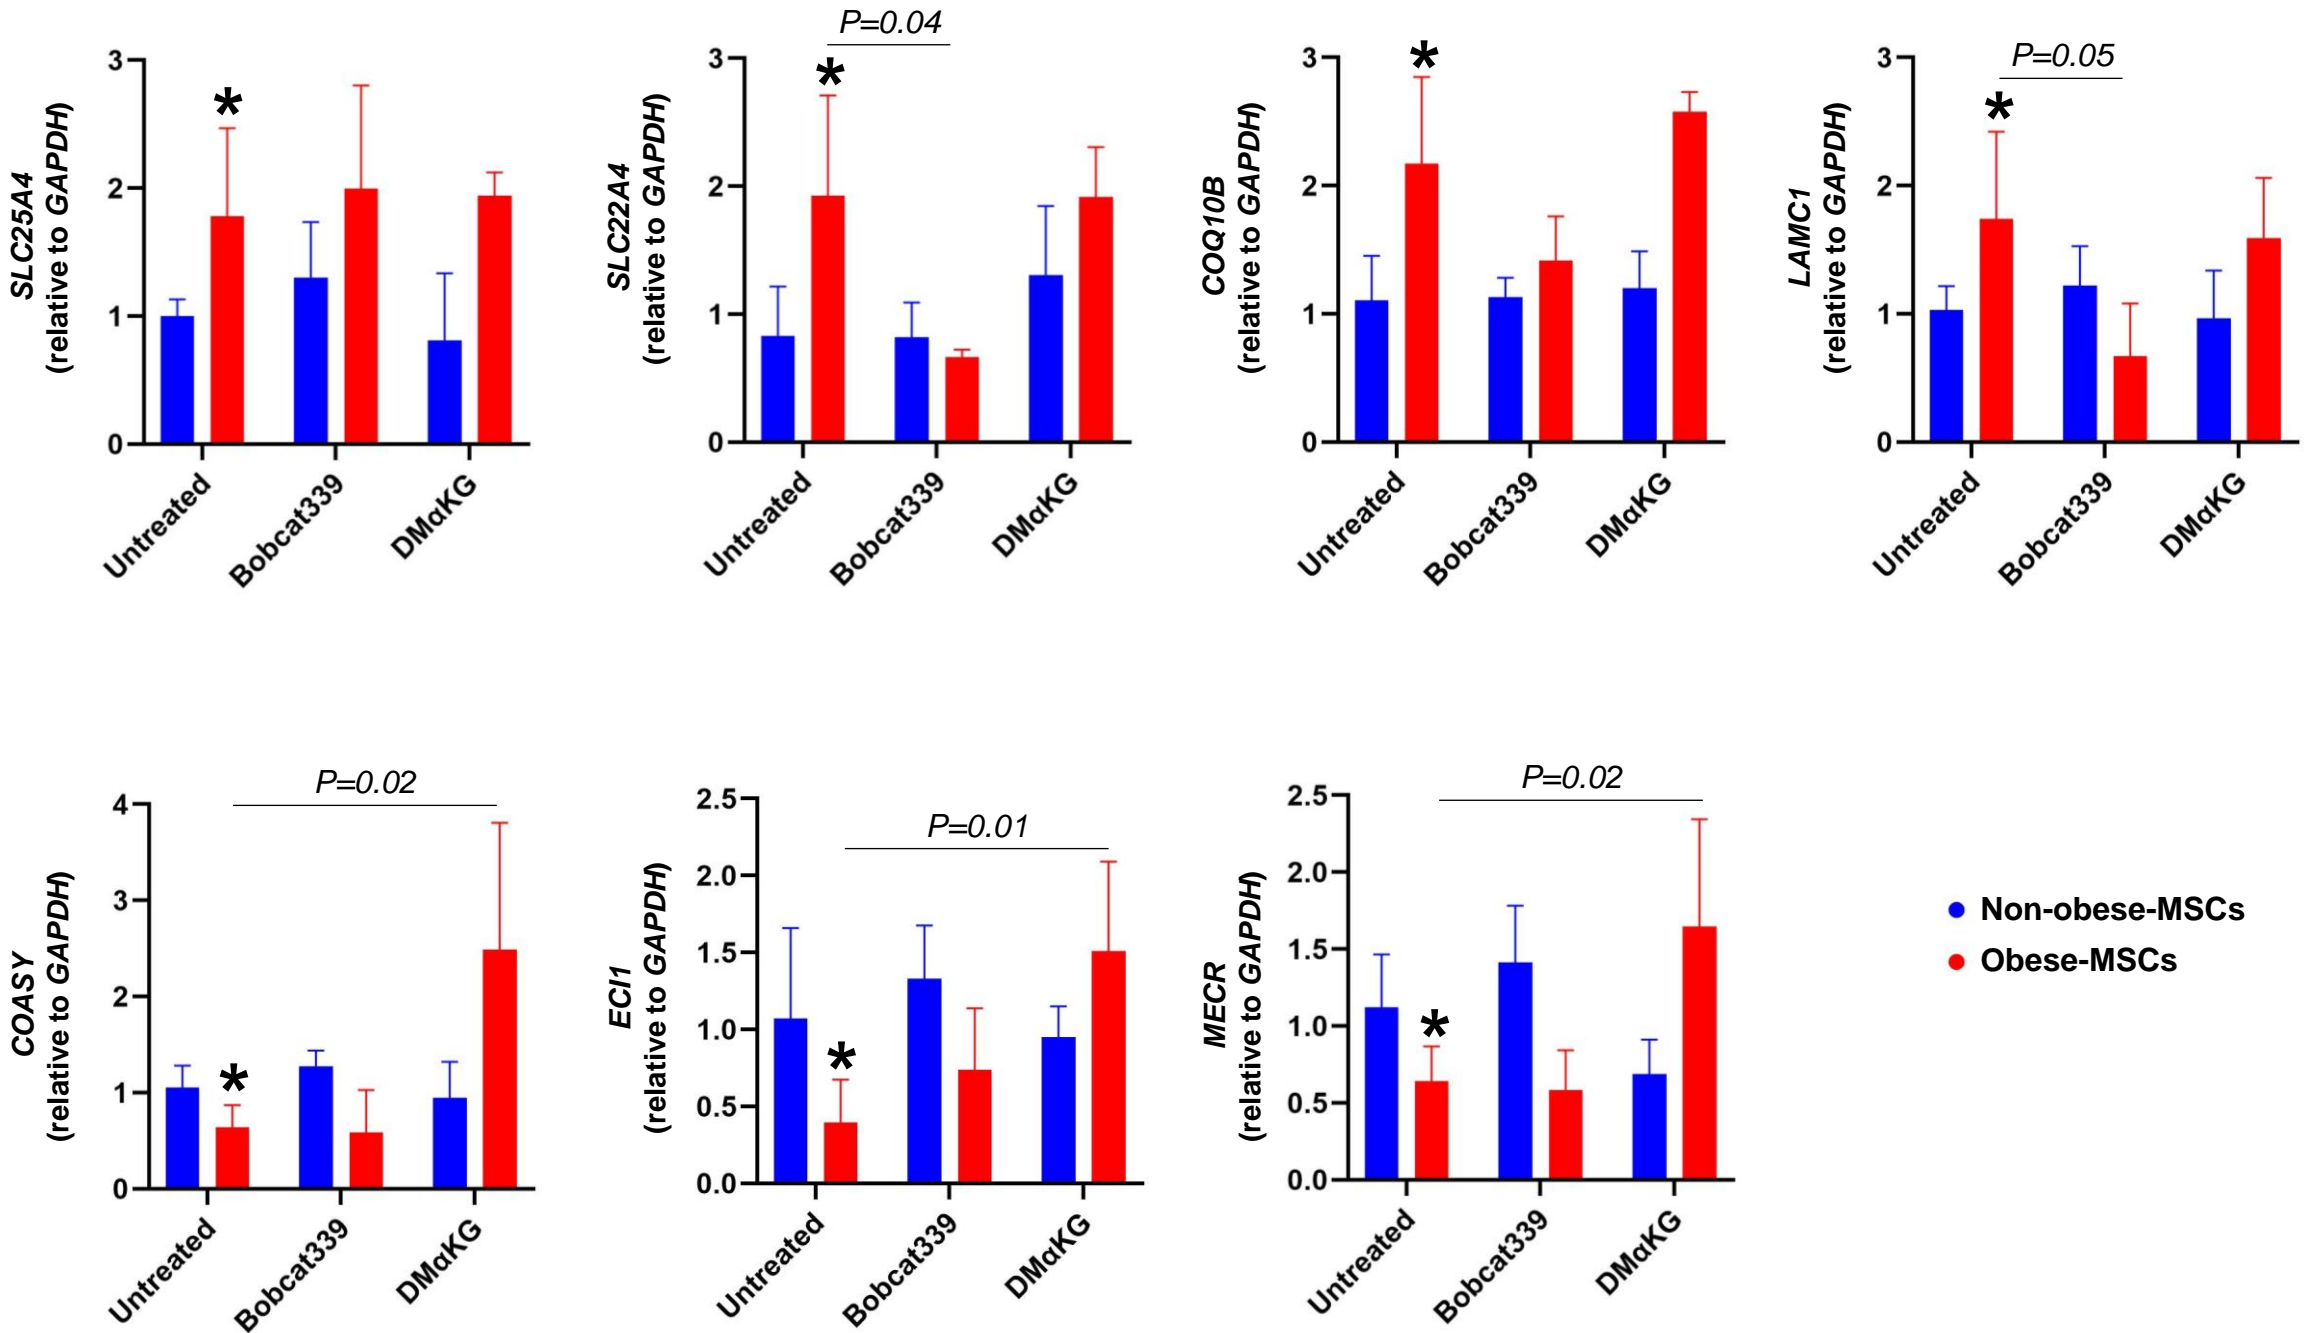 SLC25A4
(relative to GAPDH)
3
2
1
0
*
Untreated
Bobcat339
DMαKG
SLC22A4
(relative to GAPDH)
P=0.04
3
2
1
0
*
Untreated
Bobcat339
DMαKG
COQ10B
(relative to GAPDH)
3
2
1
0
*
Untreated
Bobcat339
DMαKG
LAMC1
(relative to GAPDH)
P=0.05
3
2
1
0
*
Untreated
Bobcat339
DMαKG
COASY
(relative to GAPDH)
P=0.02
4
3
2
1
0
*
Untreated
Bobcat339
DMαKG
ECI1
(relative to GAPDH)
P=0.01
2.5
2.0
1.5
1.0
0.5
0.0
*
Untreated
Bobcat339
DMαKG
MECR
(relative to GAPDH)
P=0.02
2.5
2.0
1.5
1.0
0.5
0.0
*
Untreated
Bobcat339
DMαKG
Non-obese-MSCs
Obese-MSCs